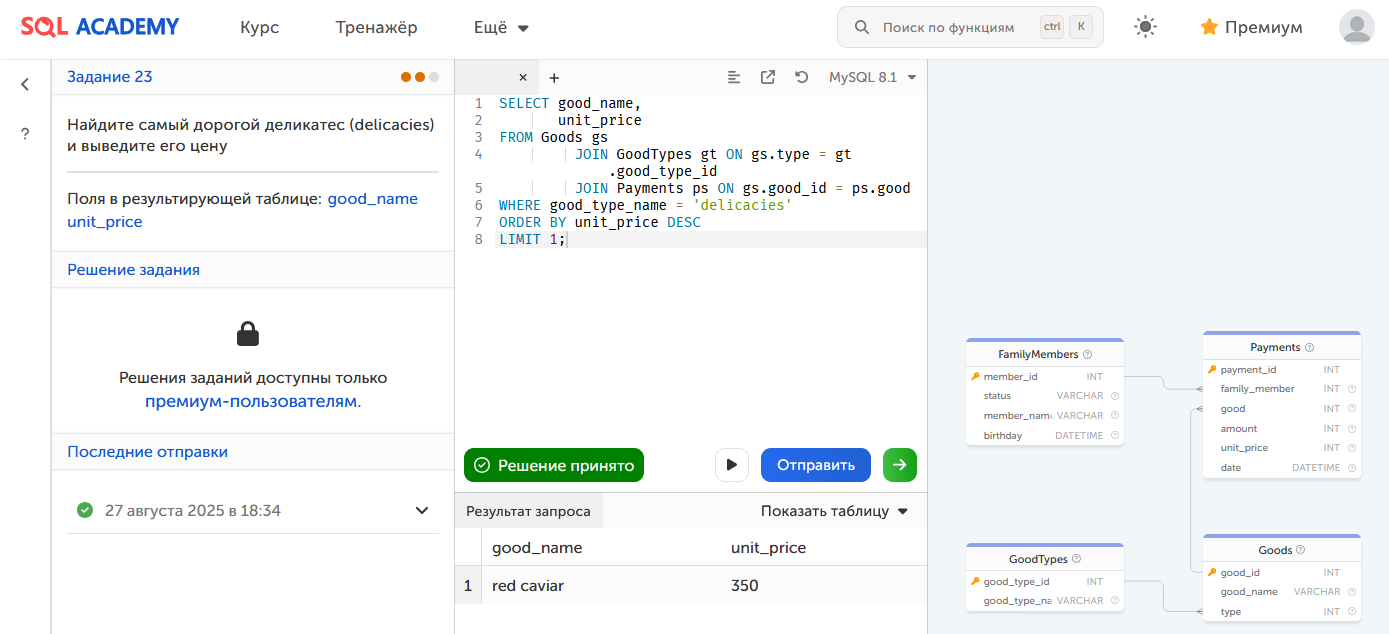 SQL ACADEMY
Курс
Тренажёр
Ещё
Поиск по функциям
ctrl
K
Премиум
Задание 23
Найдите самый дорогой деликатес (delicacies)
и выведите его цену
Поля в результирующей таблице: good_name
unit_price
Решение задания
Решения заданий доступны только
премиум-пользователям.
Последние отправки
27 августа 2025 в 18:34
?
× +
MySQL 8.1
1 SELECT good_name,
2 unit_price
3 FROM Goods gs
4 JOIN GoodTypes gt ON gs.type = gt
.good_type_id
5 JOIN Payments ps ON gs.good_id = ps.good
6 WHERE good_type_name = 'delicacies'
7 ORDER BY unit_price DESC
8 LIMIT 1;
Решение принято
Отправить
Результат запроса
Показать таблицу
good_name unit_price
1 red caviar 350
FamilyMembers ?
member_id INT
status VARCHAR ?
member_name VARCHAR ?
birthday DATETIME ?
Payments ?
payment_id INT
family_member INT ?
good INT ?
amount INT ?
unit_price INT ?
date DATETIME ?
GoodTypes ?
good_type_id INT
good_type_na VARCHAR ?
Goods ?
good_id INT
good_name VARCHAR ?
type INT ?